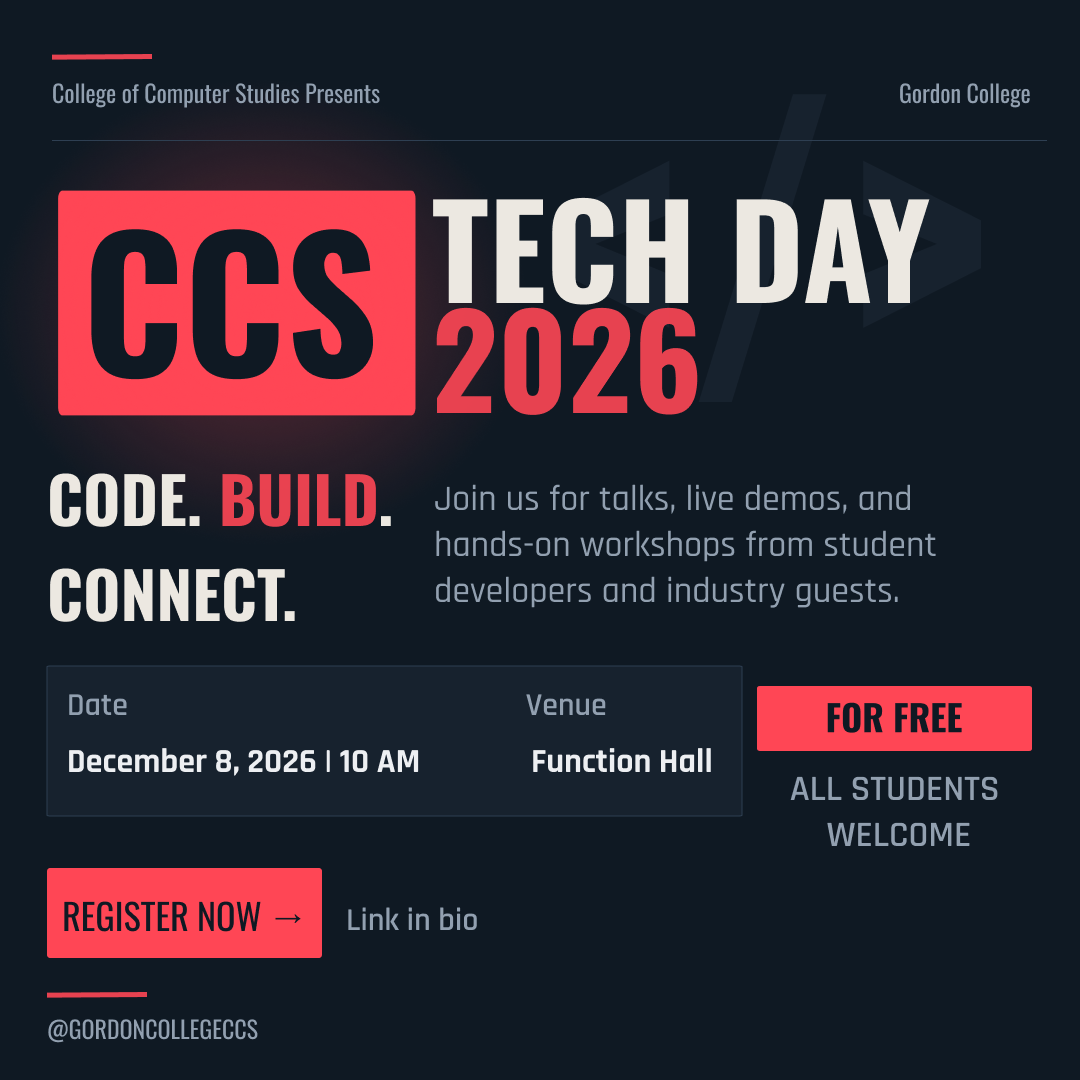 College of Computer Studies Presents
Gordon College
CCS
TECH DAY
2026
CODE. BUILD.
CONNECT.
Join us for talks, live demos, and
hands-on workshops from student
developers and industry guests.
Date
Venue
December 8, 2026 | 10 AM
Function Hall
FOR FREE
ALL STUDENTS
WELCOME
REGISTER NOW →
Link in bio
@GORDONCOLLEGECCS